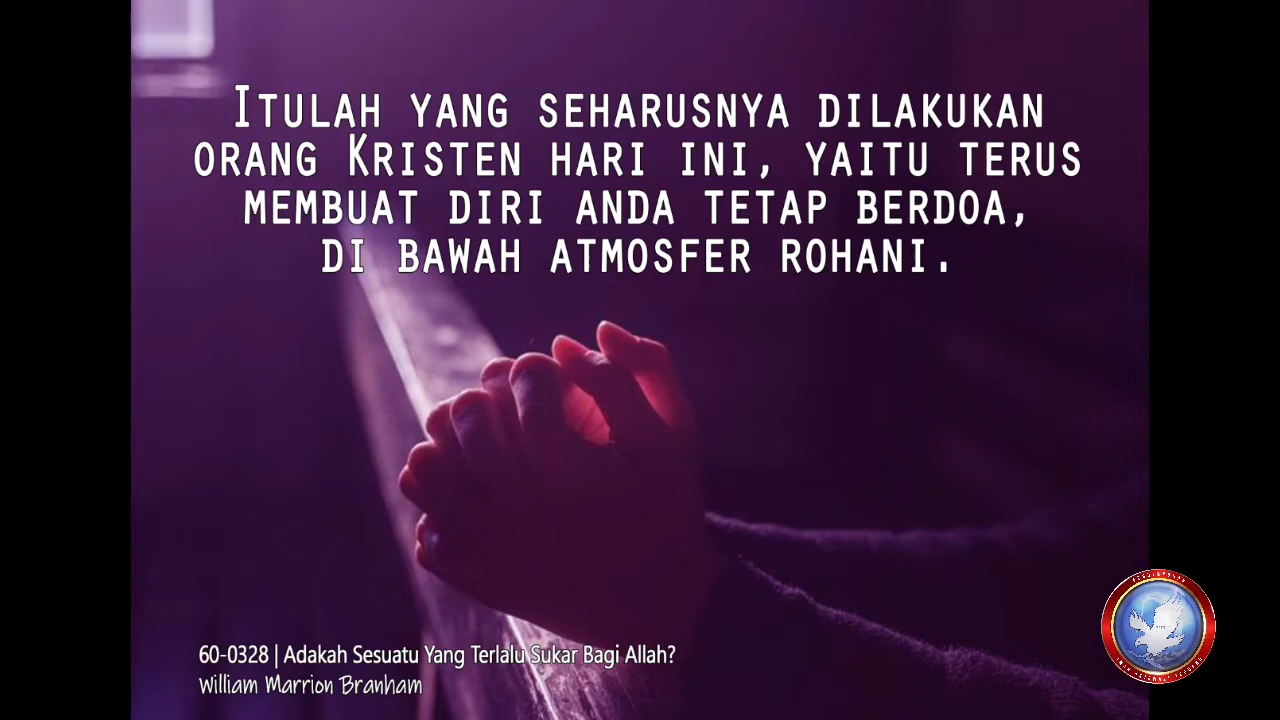 Itulah yang seharusnya dilakukan
orang Kristen hari ini, yaitu terus
membuat diri anda tetap berdoa,
di bawah atmosfer rohani.
60-0328 | Adakah Sesuatu Yang Terlalu Sukar Bagi Allah?
William Marrion Branham